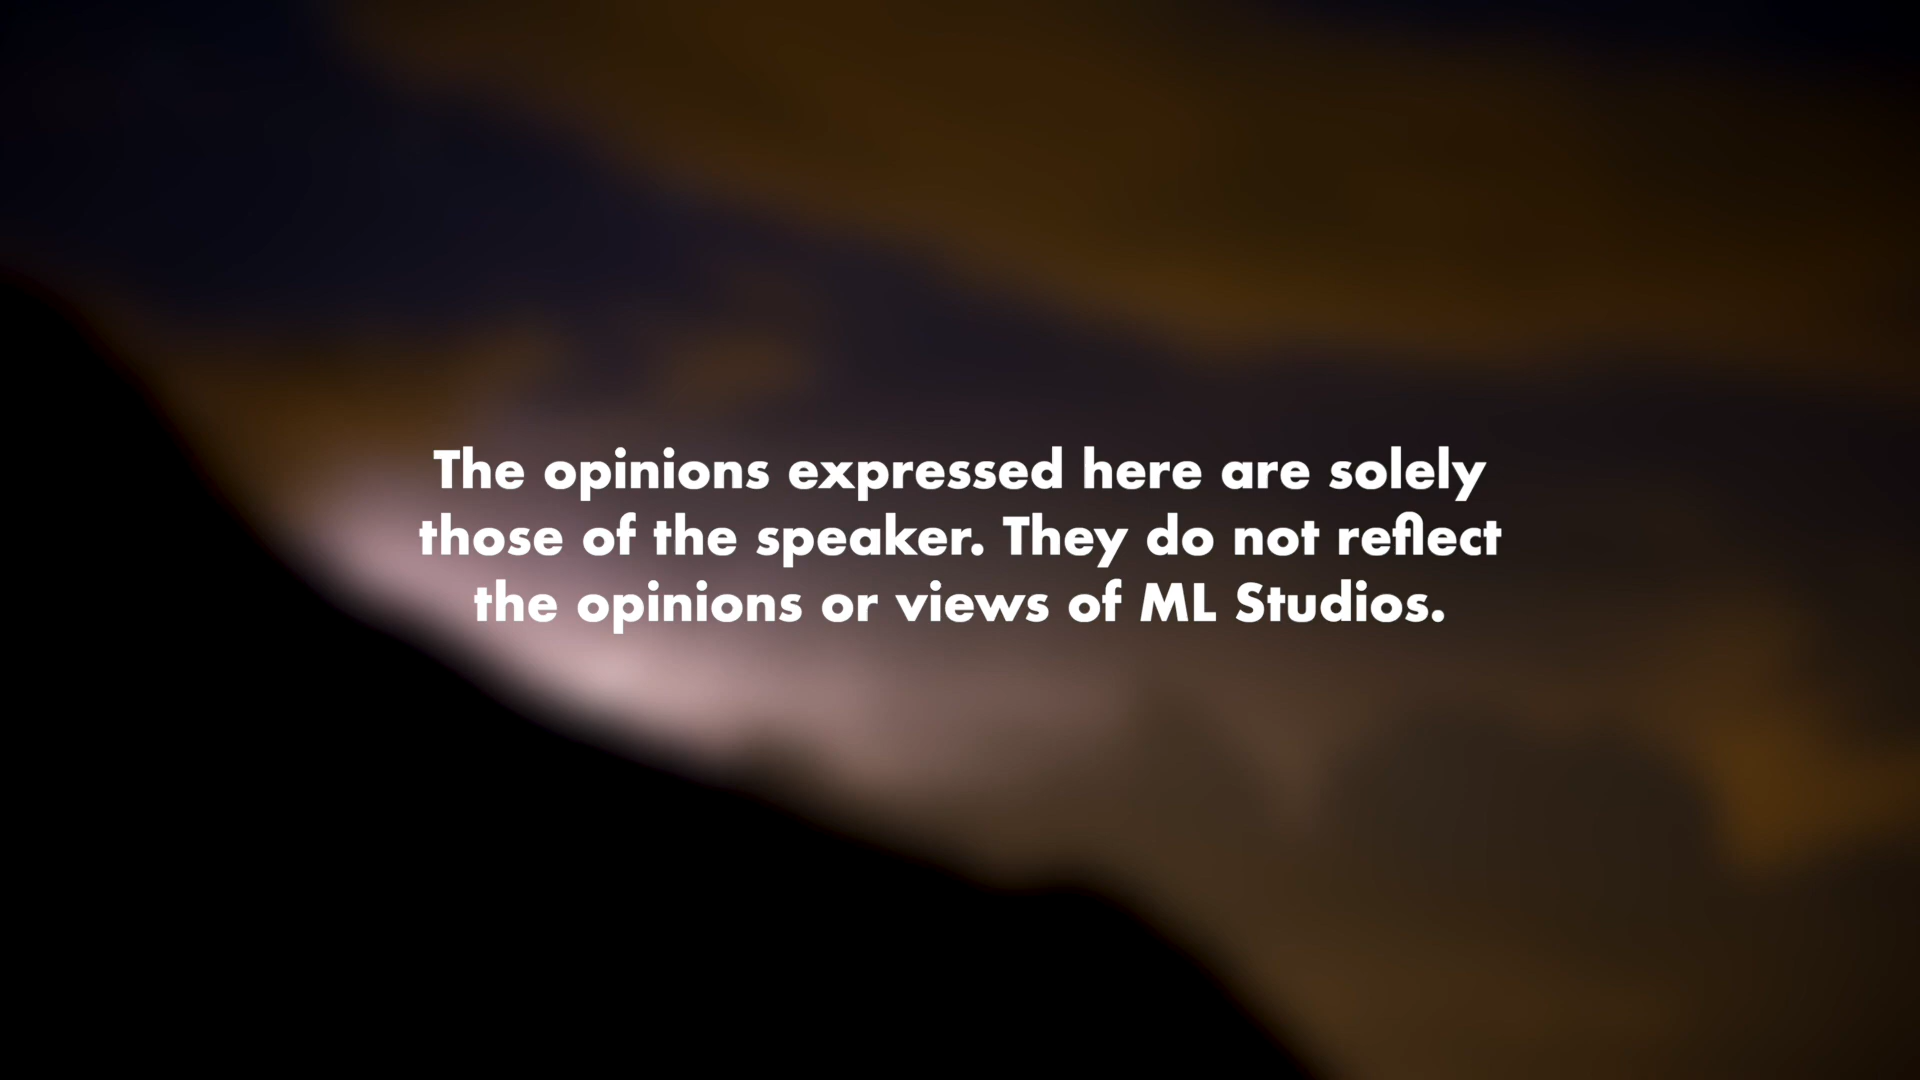 The opinions expressed here are solely
those of the speaker. They do not reflect
the opinions or views of ML Studios.